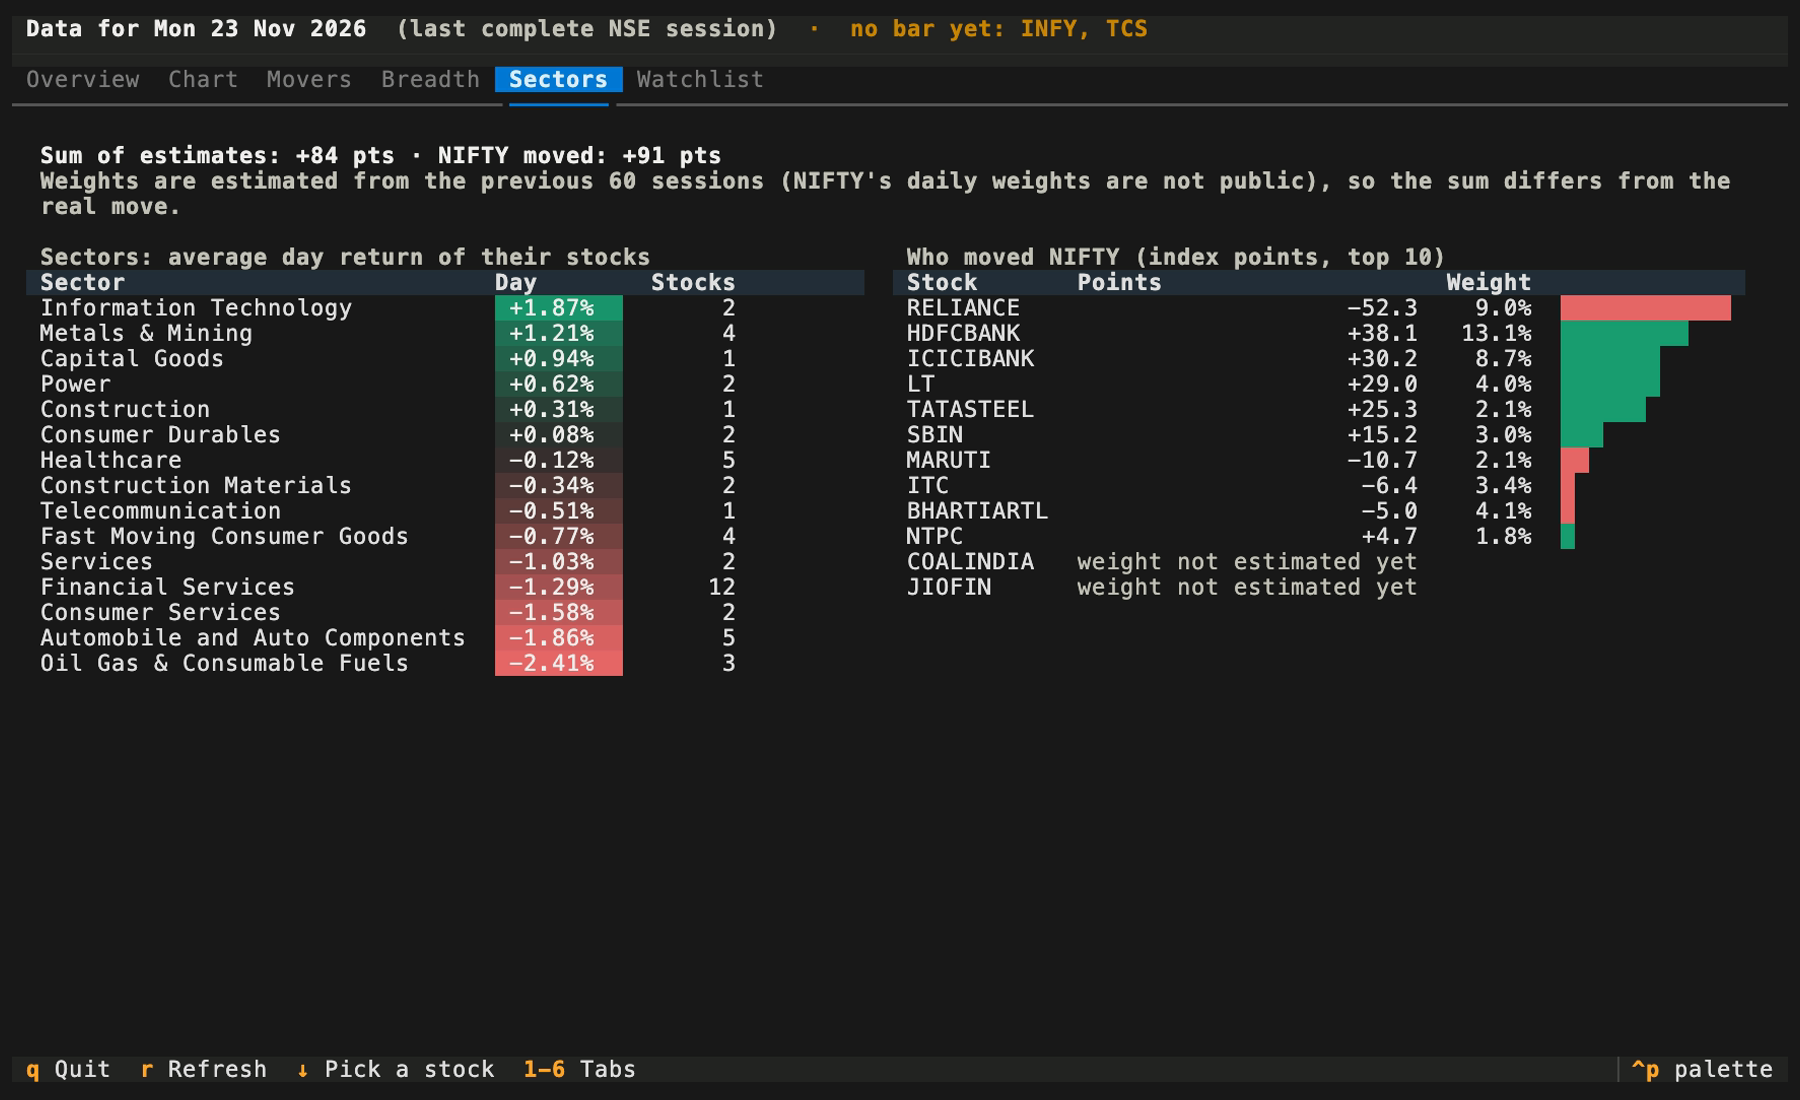 Data for Mon 23 Nov 2026 (last complete NSE session) · no bar yet: INFY, TCS
Overview Chart Movers Breadth Sectors Watchlist
Sum of estimates: +84 pts · NIFTY moved: +91 pts
Weights are estimated from the previous 60 sessions (NIFTY's daily weights are not public), so the sum differs from the
real move.
Sectors: average day return of their stocks
Sector Day Stocks
Information Technology +1.87% 2
Metals & Mining +1.21% 4
Capital Goods +0.94% 1
Power +0.62% 2
Construction +0.31% 1
Consumer Durables +0.08% 2
Healthcare −0.12% 5
Construction Materials −0.34% 2
Telecommunication −0.51% 1
Fast Moving Consumer Goods −0.77% 4
Services −1.03% 2
Financial Services −1.29% 12
Consumer Services −1.58% 2
Automobile and Auto Components −1.86% 5
Oil Gas & Consumable Fuels −2.41% 3
Who moved NIFTY (index points, top 10)
Stock Points Weight
RELIANCE −52.3 9.0%
HDFCBANK +38.1 13.1%
ICICIBANK +30.2 8.7%
LT +29.0 4.0%
TATASTEEL +25.3 2.1%
SBIN +15.2 3.0%
MARUTI −10.7 2.1%
ITC −6.4 3.4%
BHARTIARTL −5.0 4.1%
NTPC +4.7 1.8%
COALINDIA weight not estimated yet
JIOFIN weight not estimated yet
q Quit r Refresh ↓ Pick a stock 1–6 Tabs ^p palette